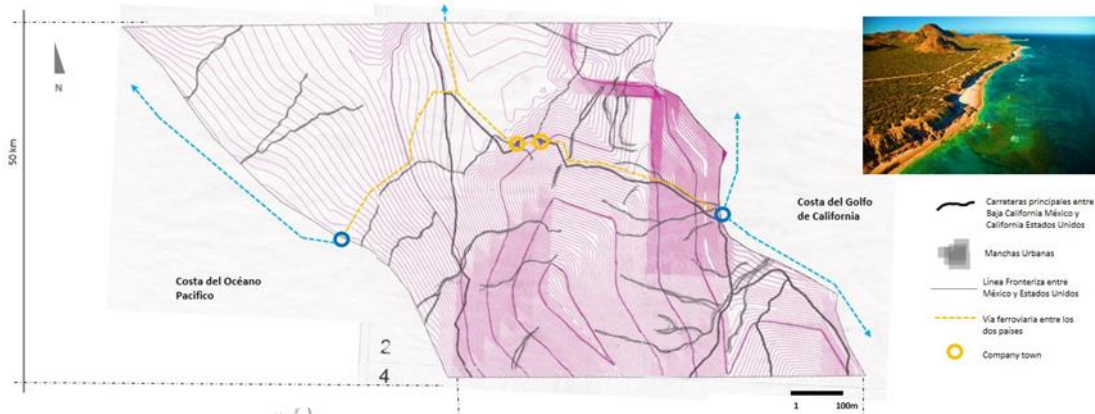 N
50 km
Costa del Océano
Pacifico
Costa del Golfo
de California
2
4
1 100m
Carreteras principales entre
Baja California México y
California Estados Unidos
Manchas Urbanas
Linea Fronteriza entre
México y Estados Unidos
Vía ferroviaria entre los
dos países
Company town